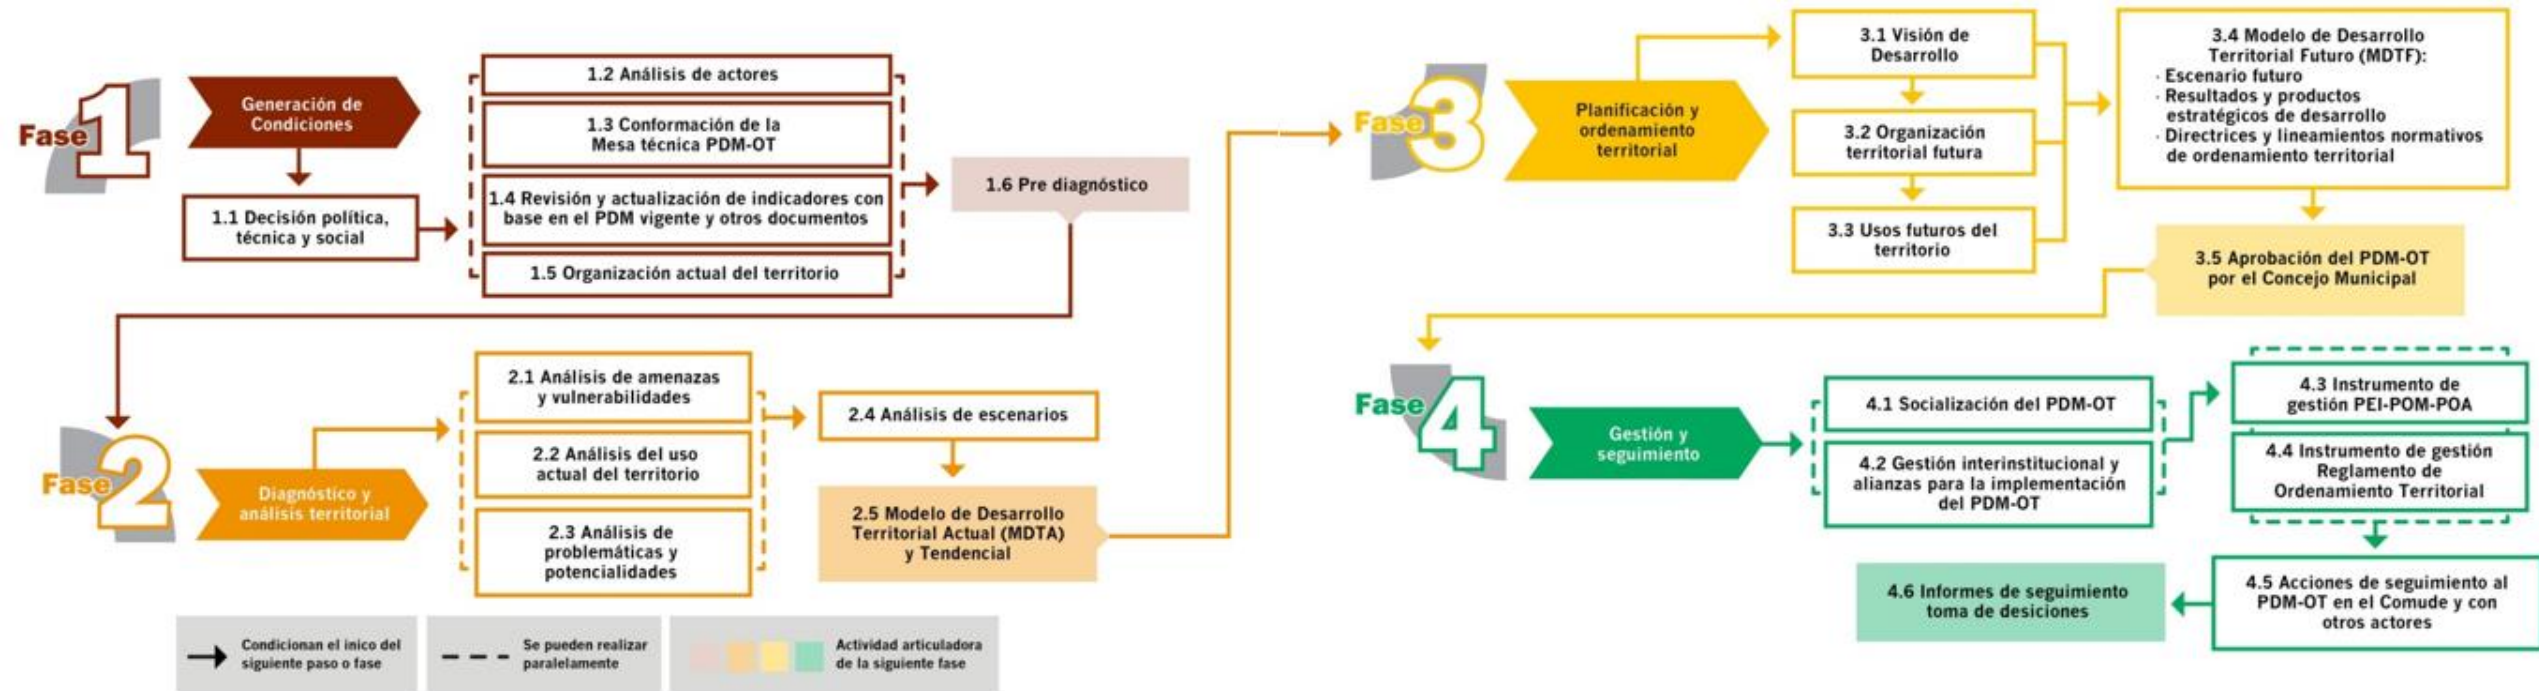 Fase 1
Generación de
Condiciones
1.1 Decisión política,
técnica y social
1.2 Análisis de actores
1.3 Conformación de la
Mesa técnica PDM-OT
1.4 Revisión y actualización de indicadores con
base en el PDM vigente y otros documentos
1.5 Organización actual del territorio
1.6 Pre diagnóstico
Fase 2
Diagnóstico y
análisis territorial
2.1 Análisis de amenazas
y vulnerabilidades
2.2 Análisis del uso
actual del territorio
2.3 Análisis de
problemáticas y
potencialidades
2.4 Análisis de escenarios
2.5 Modelo de Desarrollo
Territorial Actual (MDTA)
y Tendencial
Fase 3
Planificación y
ordenamiento
territorial
3.1 Visión de
Desarrollo
3.2 Organización
territorial futura
3.3 Usos futuros del
territorio
3.4 Modelo de Desarrollo
Territorial Futuro (MDTF):
· Escenario futuro
· Resultados y productos
estratégicos de desarrollo
· Directrices y lineamientos normativos
de ordenamiento territorial
3.5 Aprobación del PDM-OT
por el Concejo Municipal
Fase 4
Gestión y
seguimiento
4.1 Socialización del PDM-OT
4.2 Gestión interinstitucional y
alianzas para la implementación
del PDM-OT
4.3 Instrumento de
gestión PEI-POM-POA
4.4 Instrumento de gestión
Reglamento de
Ordenamiento Territorial
4.5 Acciones de seguimiento al
PDM-OT en el Comude y con
otros actores
4.6 Informes de seguimiento
toma de desiciones
Condicionan el inico del
siguiente paso o fase
Se pueden realizar
paralelamente
Actividad articuladora
de la siguiente fase